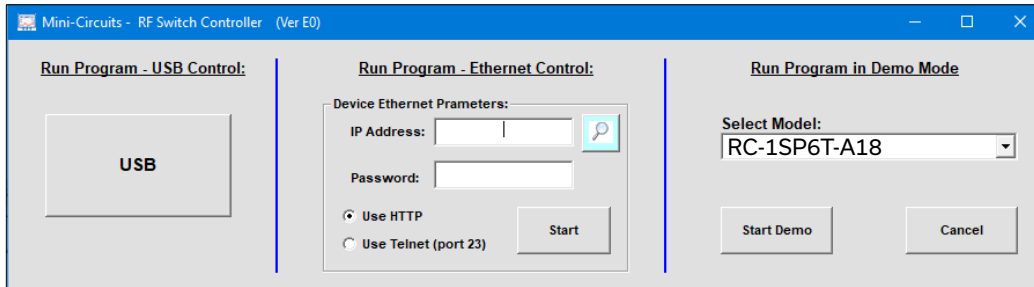 Mini-Circuits - RF Switch Controller (Ver E0)
Run Program - USB Control:
USB
Run Program - Ethernet Control:
Device Ethernet Prameters:
IP Address:
Password:
Use HTTP
Use Telnet (port 23)
Start
Run Program in Demo Mode
Select Model:
RC-1SP6T-A18
Start Demo
Cancel